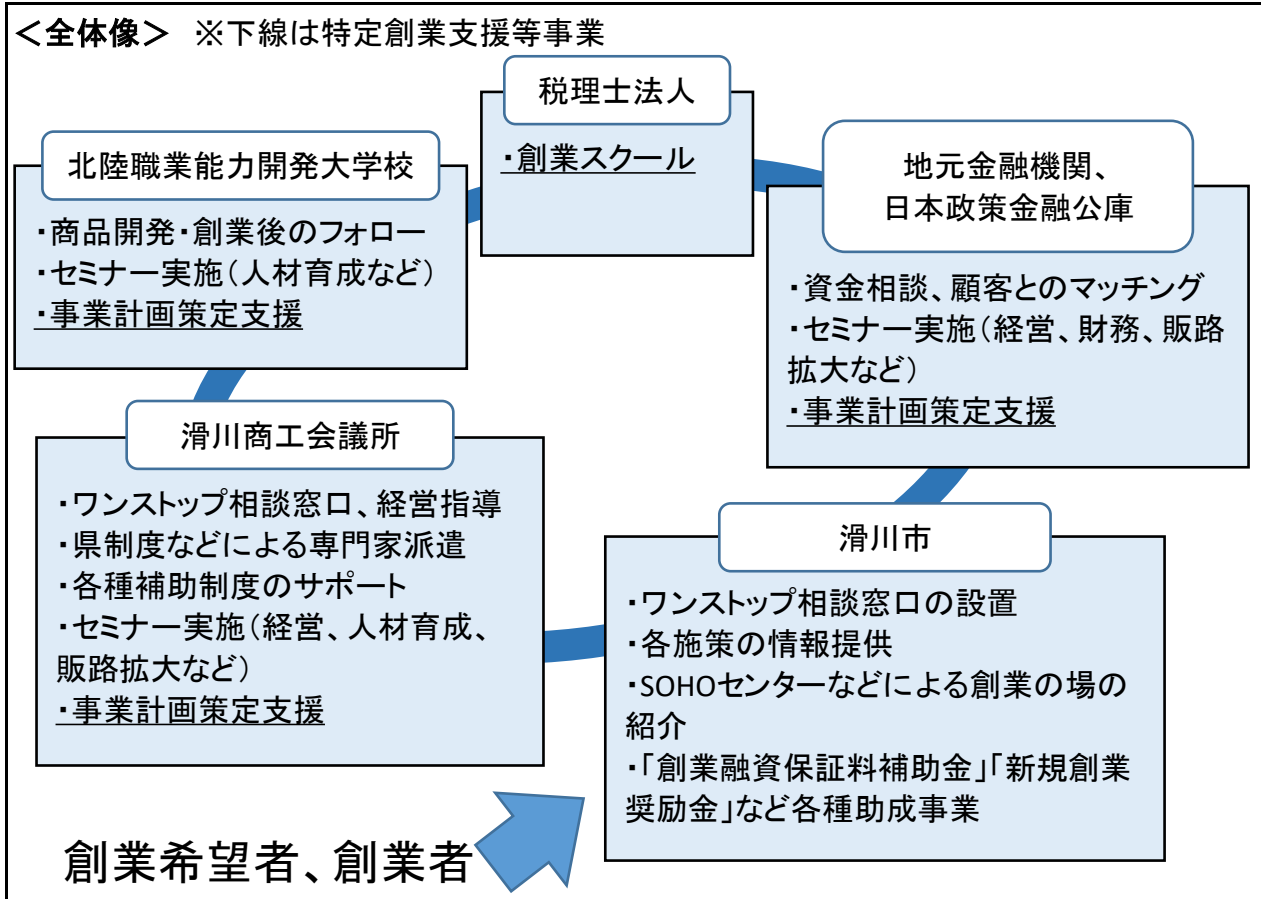 ＜全体像＞ ※下線は特定創業支援等事業
税理士法人
・創業スクール
北陸職業能力開発大学校
・商品開発・創業後のフォロー
・セミナー実施（人材育成など）
・事業計画策定支援
地元金融機関、
日本政策金融公庫
・資金相談、顧客とのマッチング
・セミナー実施（経営、財務、販路
拡大など）
・事業計画策定支援
滑川商工会議所
・ワンストップ相談窓口、経営指導
・県制度などによる専門家派遣
・各種補助制度のサポート
・セミナー実施（経営、人材育成、
販路拡大など）
・事業計画策定支援
滑川市
・ワンストップ相談窓口の設置
・各施策の情報提供
・SOHOセンターなどによる創業の場の
紹介
・「創業融資保証料補助金」「新規創業
奨励金」など各種助成事業
創業希望者、創業者